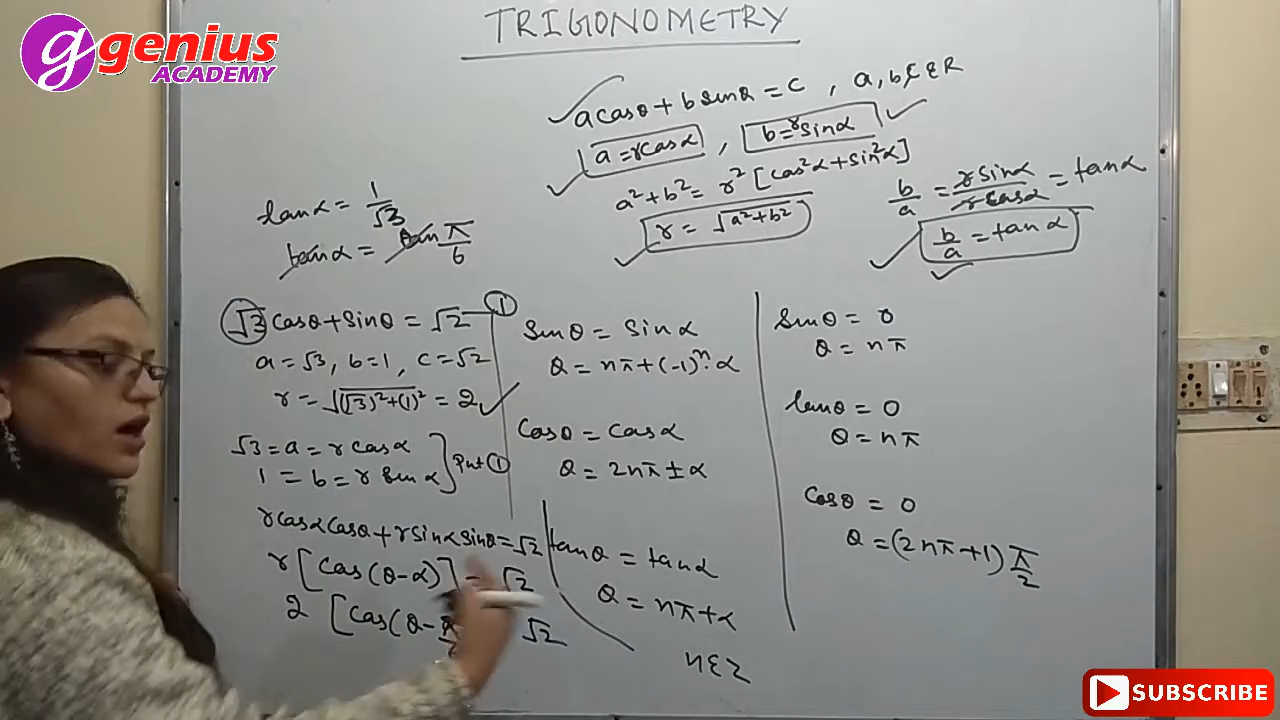 genius
ACADEMY
TRIGONOMETRY
a cosθ + b sinθ = c , a, b, c ∈ R
a = r cosα , b = r sinα
a² + b² = r² [cos²α + sin²α]
r = √a² + b²
b/a = r sinα / r cosα = tanα
b/a = tanα
tanα = 1/√3
tanα = tan π/6
√3 cosθ + sinθ = √2 — ①
a = √3, b = 1, c = √2
r = √(√3)² + (1)² = 2
√3 = a = r cosα
1 = b = r sinα } Put ①
r cosα cosθ + r sinα sinθ = √2
r [cos(θ - α)] = √2
2 [cos(θ - √2
sinθ = sinα
θ = nπ + (-1)ⁿ · α
cosθ = cosα
θ = 2nπ ± α
tanθ = tanα
θ = nπ + α
n ∈ Z
sinθ = 0
θ = nπ
tanθ = 0
θ = nπ
cosθ = 0
θ = (2nπ + 1) π/2
SUBSCRIBE